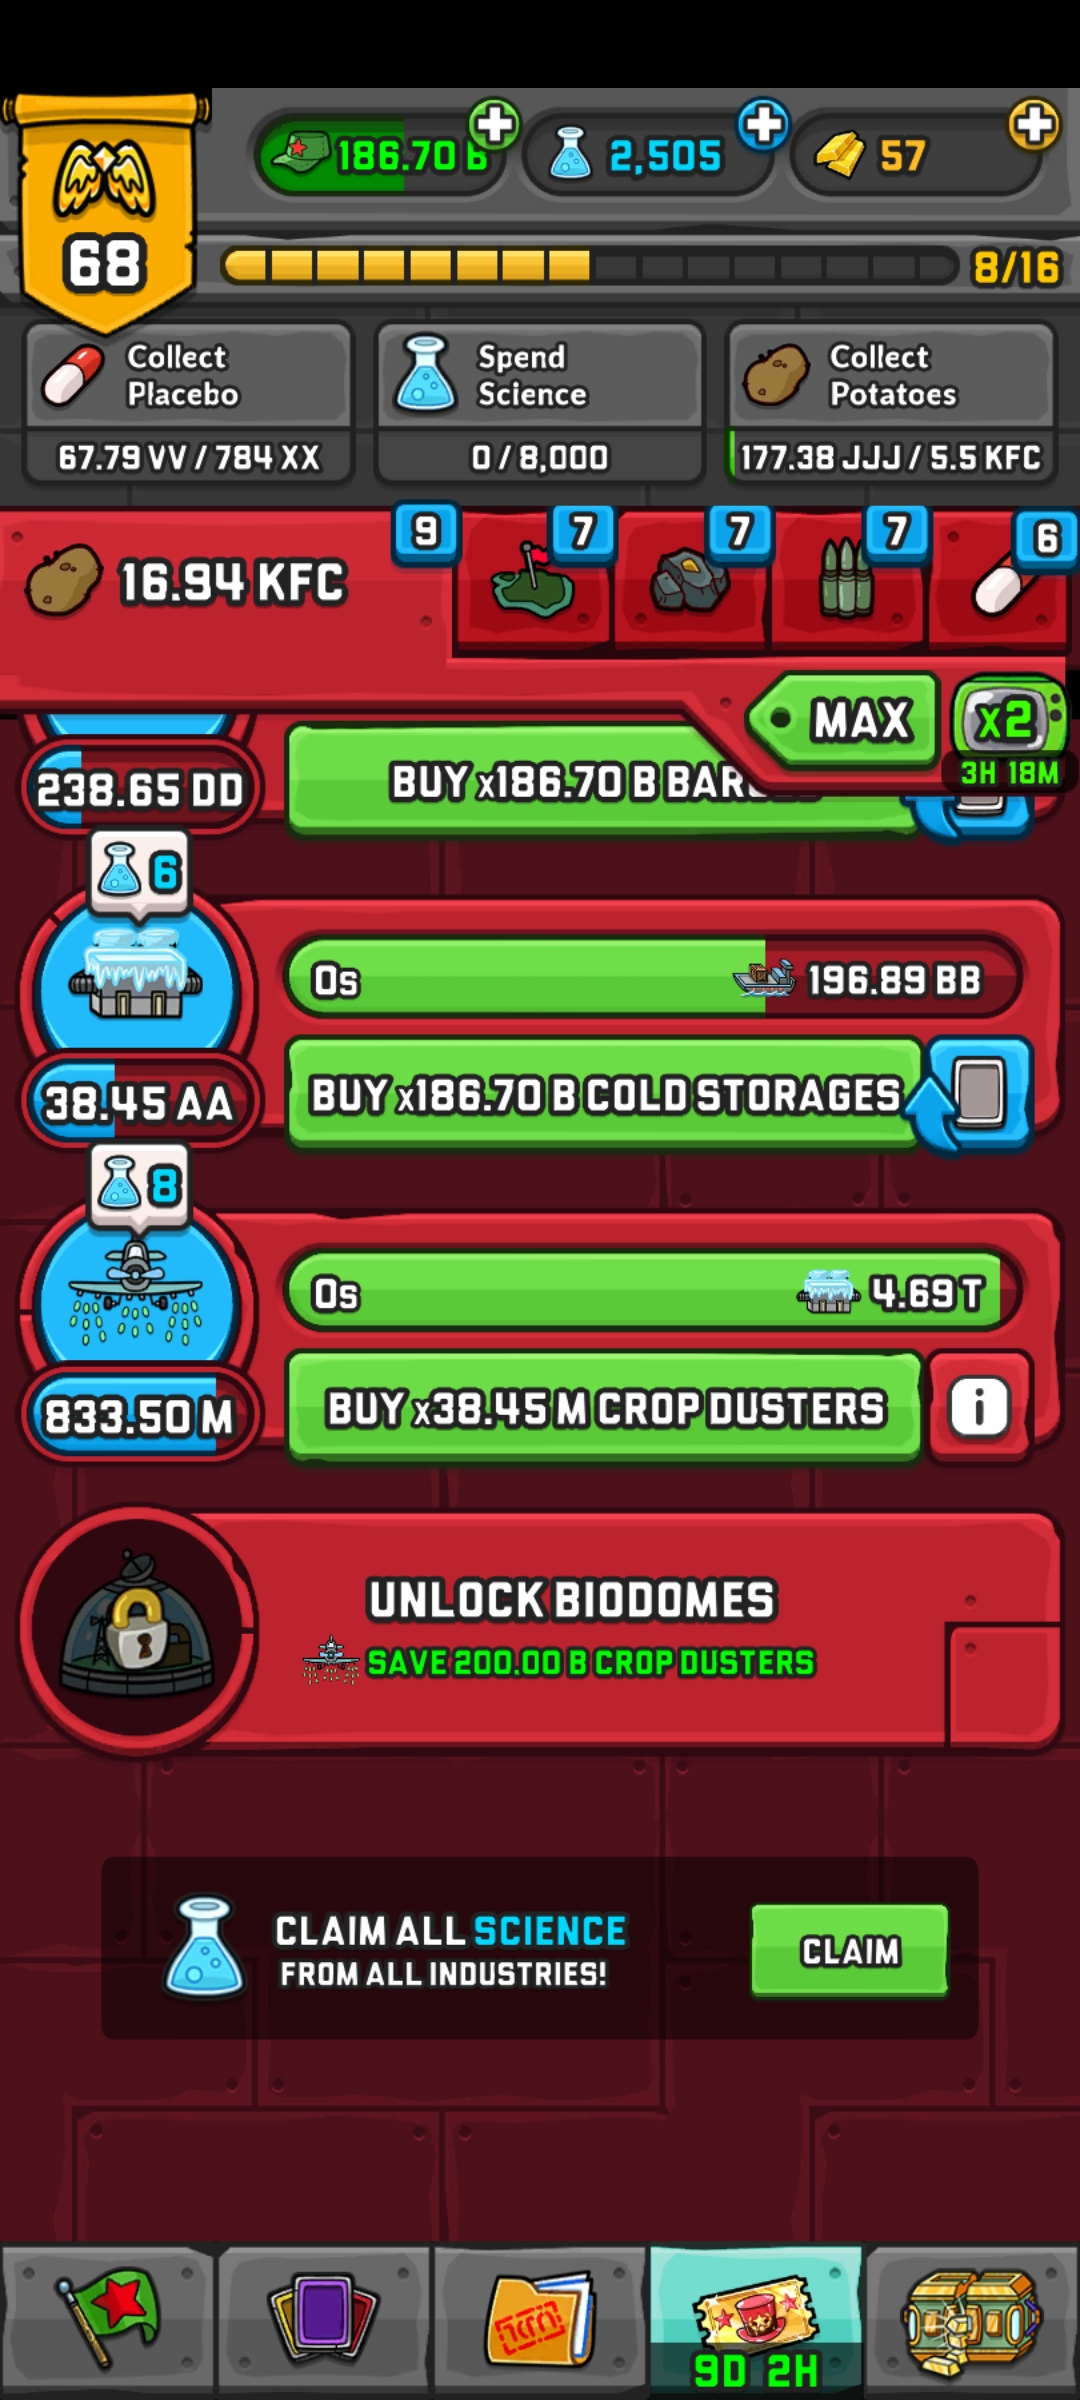 186.70 B
2,505
57
68
8/16
Collect
Placebo
67.79 VV / 784 XX
Spend
Science
0 / 8,000
Collect
Potatoes
177.38 JJJ / 5.5 KFC
16.94 KFC
9
7
7
7
6
MAX
x2
3H 18M
238.65 DD
BUY x186.70 B
6
0s
196.89 BB
38.45 AA
BUY x186.70 B COLD STORAGES
8
0s
4.69 T
833.50 M
BUY x38.45 M CROP DUSTERS
i
UNLOCK BIODOMES
SAVE 200.00 B CROP DUSTERS
CLAIM ALL SCIENCE
FROM ALL INDUSTRIES!
CLAIM
9D 2H